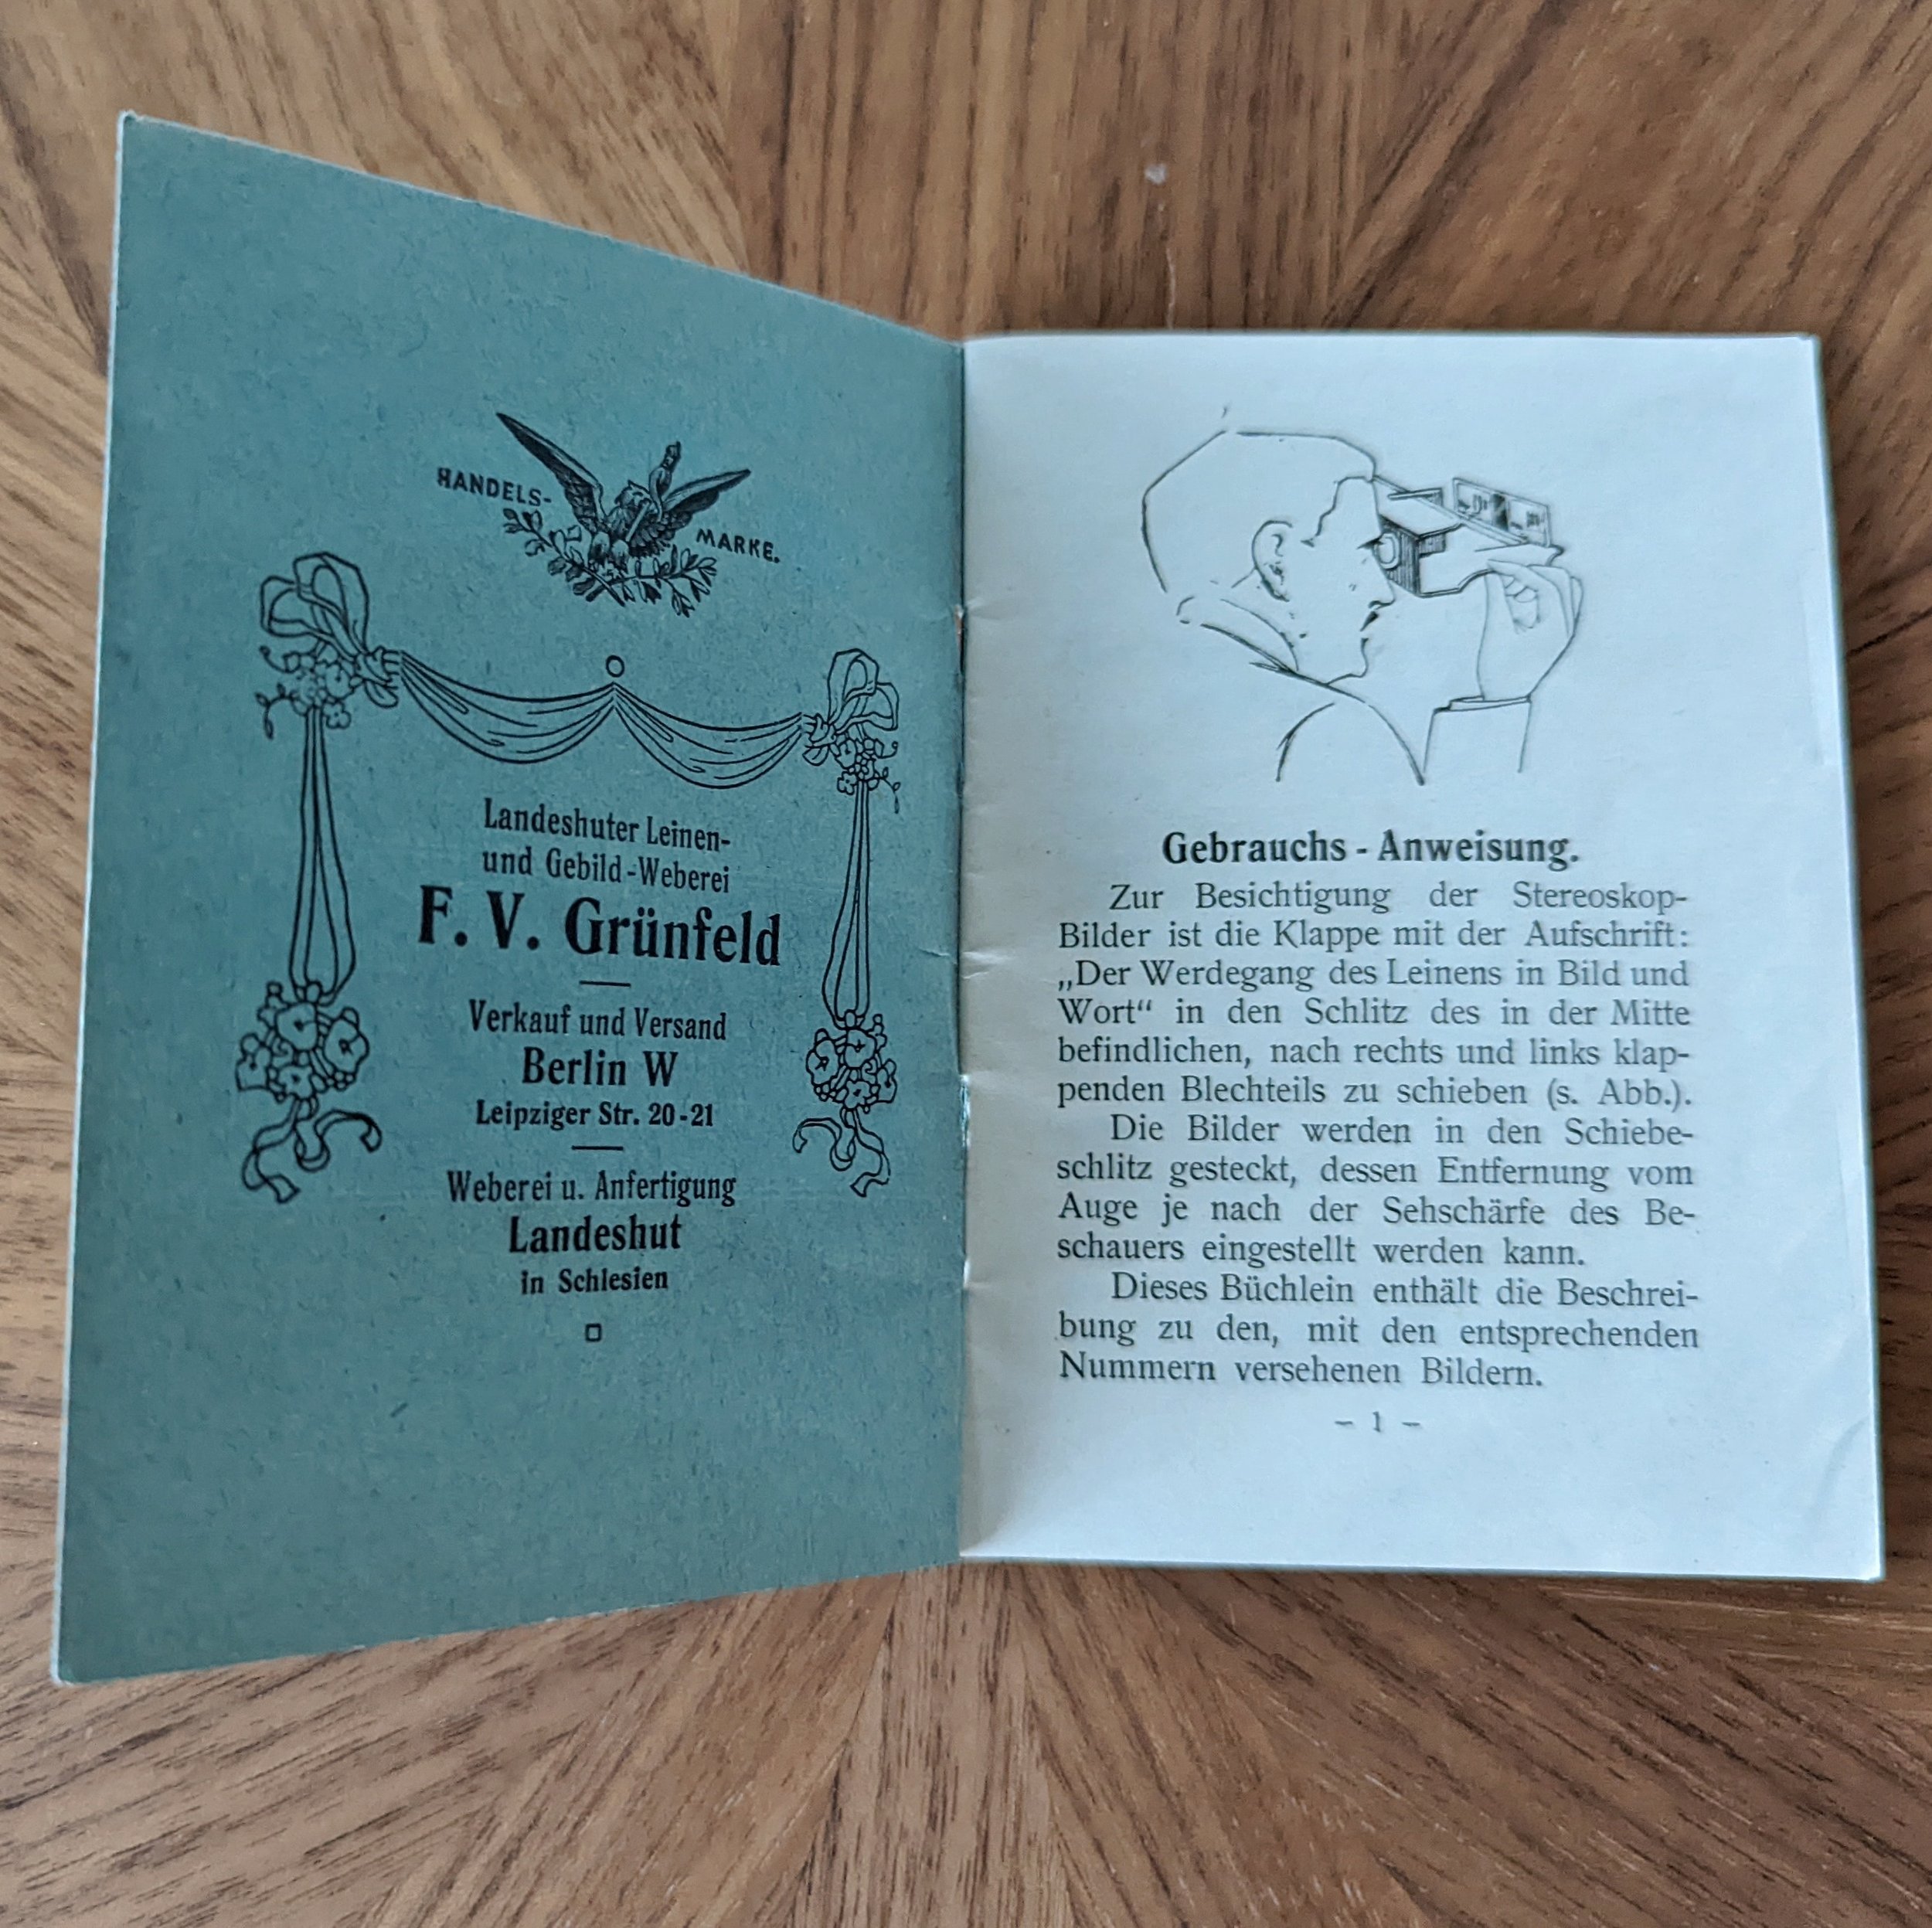 HANDELS-
MARKE.
Landeshuter Leinen-
und Gebild-Weberei
F. V. Grünfeld
Verkauf und Versand
Berlin W
Leipziger Str. 20-21
Weberei u. Anfertigung
Landeshut
in Schlesien
Gebrauchs-Anweisung.
Zur Besichtigung der Stereoskop-
Bilder ist die Klappe mit der Aufschrift:
„Der Werdegang des Leinens in Bild und
Wort“ in den Schlitz des in der Mitte
befindlichen, nach rechts und links klap-
penden Blechteils zu schieben (s. Abb.).
Die Bilder werden in den Schiebe-
schlitz gesteckt, dessen Entfernung vom
Auge je nach der Sehschärfe des Be-
schauers eingestellt werden kann.
Dieses Büchlein enthält die Beschrei-
bung zu den, mit den entsprechenden
Nummern versehenen Bildern.
– 1 –